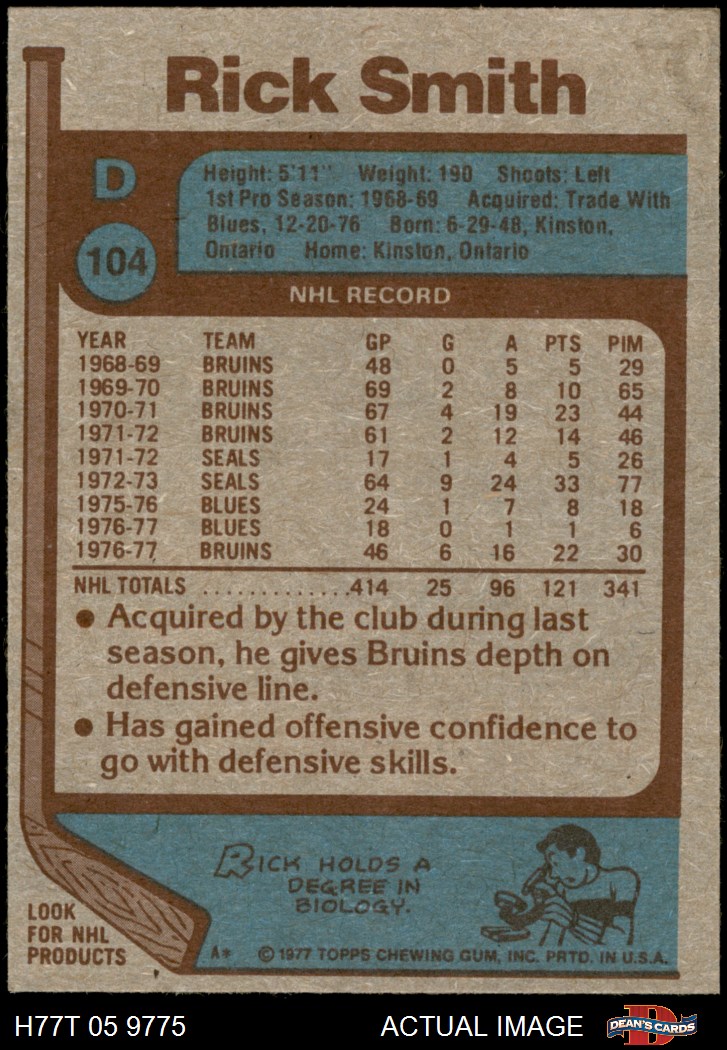 Rick Smith
D
104
Height: 5'11" Weight: 190 Shoots: Left
1st Pro Season: 1968-69 Acquired: Trade With
Blues, 12-20-76 Born: 6-29-48, Kinston,
Ontario Home: Kinston, Ontario
NHL RECORD
YEAR TEAM GP G A PTS PIM
1968-69 BRUINS 48 0 5 5 29
1969-70 BRUINS 69 2 8 10 65
1970-71 BRUINS 67 4 19 23 44
1971-72 BRUINS 61 2 12 14 46
1971-72 SEALS 17 1 4 5 26
1972-73 SEALS 64 9 24 33 77
1975-76 BLUES 24 1 7 8 18
1976-77 BLUES 18 0 1 1 6
1976-77 BRUINS 46 6 16 22 30
NHL TOTALS .............414 25 96 121 341
● Acquired by the club during last
season, he gives Bruins depth on
defensive line.
● Has gained offensive confidence to
go with defensive skills.
RICK HOLDS A
DEGREE IN
BIOLOGY.
LOOK
FOR NHL
PRODUCTS
A* © 1977 TOPPS CHEWING GUM, INC. PRTD. IN U.S.A.
H77T 05 9775 ACTUAL IMAGE DEAN'S CARDS